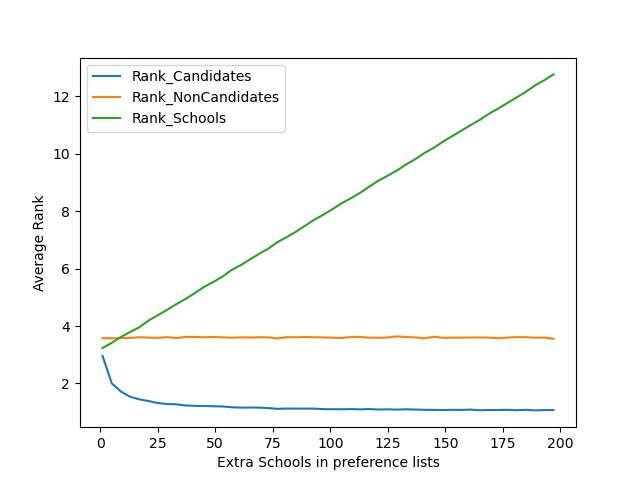 Rank_Candidates
Rank_NonCandidates
Rank_Schools
Average Rank
12
10
8
6
4
2
0 25 50 75 100 125 150 175 200
Extra Schools in preference lists